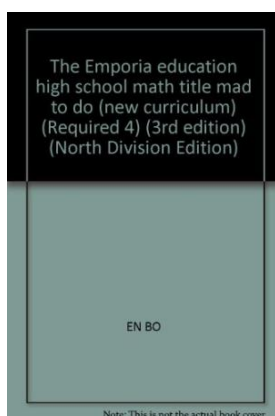 The Emporia education
high school math title mad
to do (new curriculum)
(Required 4) (3rd edition)
(North Division Edition)
EN BO
Note: This is not the actual book cover